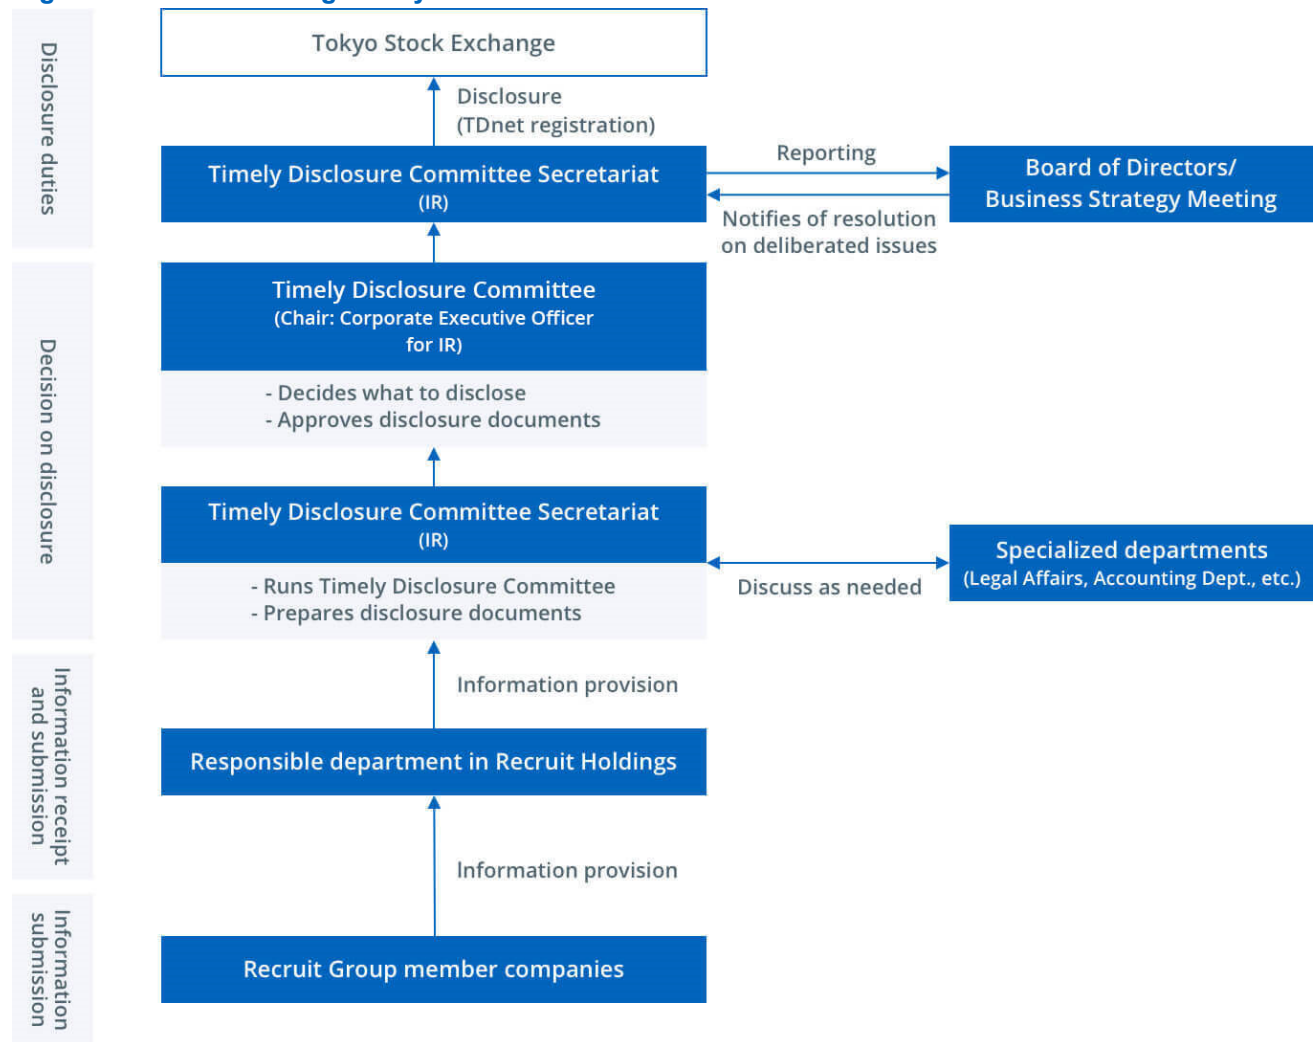 Disclosure duties
Tokyo Stock Exchange
Disclosure
(TDnet registration)
Timely Disclosure Committee Secretariat
(IR)
Reporting
Notifies of resolution
on deliberated issues
Board of Directors/
Business Strategy Meeting
Decision on disclosure
Timely Disclosure Committee
(Chair: Corporate Executive Officer
for IR)
- Decides what to disclose
- Approves disclosure documents
Timely Disclosure Committee Secretariat
(IR)
- Runs Timely Disclosure Committee
- Prepares disclosure documents
Discuss as needed
Specialized departments
(Legal Affairs, Accounting Dept., etc.)
Information receipt
and submission
Information provision
Responsible department in Recruit Holdings
Information provision
Information
submission
Recruit Group member companies